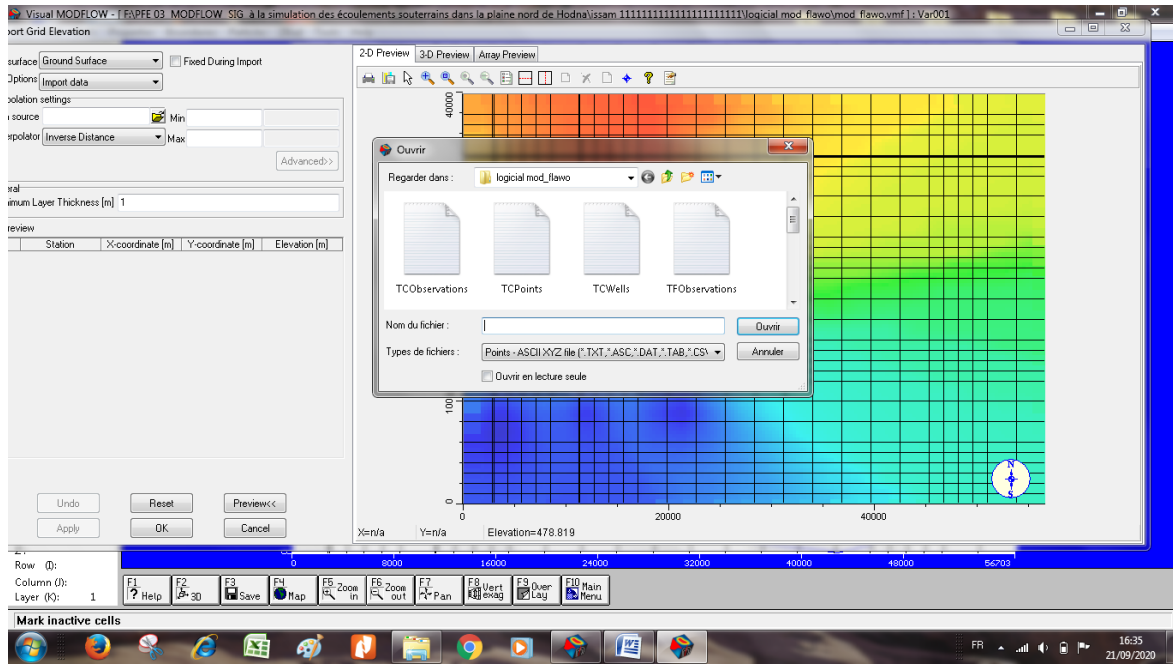 Visual MODFLOW - [ F:\PFE 03 MODFLOW SIG à la simulation des écoulements souterrains dans la plaine nord de Hodna\issam 11111111111111111111\logicial mod_flawo\mod_flawo.vmf ] : Var001
port Grid Elevation
surface Ground Surface
Fixed During Import
Options Import data
polation settings
source
Min
erpolator Inverse Distance
Max
Advanced>>
eral
nimum Layer Thickness [m] 1
review
Station X-coordinate [m] Y-coordinate [m] Elevation [m]
Undo Reset Preview<<
Apply OK Cancel
2-D Preview 3-D Preview Array Preview
40000
Ouvrir
Regarder dans : logicial mod_flawo
TCObservations TCPoints TCWells TFObservations
Nom du fichier : Ouvrir
Types de fichiers : Points - ASCII XYZ file (*.TXT,*.ASC,*.DAT,*.TAB,*.CSV Annuler
Ouvrir en lecture seule
N
S
0
0 20000 40000
X=n/a Y=n/a Elevation=478.819
0 8000 16000 24000 32000 40000 48000 56703
Row (I):
Column (J):
Layer (K): 1
F1 Help F2 3D F3 Save F4 Map F5 Zoom in F6 Zoom out F7 Pan F8 Vert exag F9 Over Lay F10 Main Menu
Mark inactive cells
FR
16:35
21/09/2020